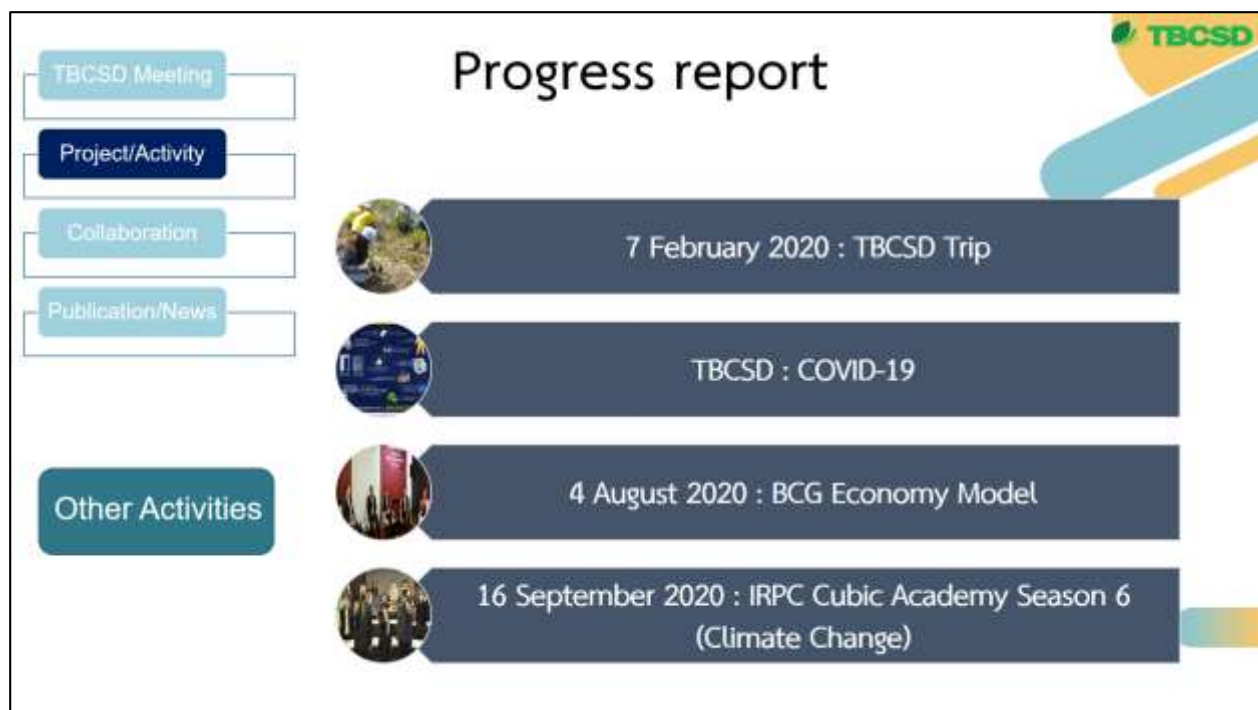 TBCSD
Progress report
TBCSD Meeting
Project/Activity
Collaboration
Publication/News
Other Activities
7 February 2020 : TBCSD Trip
TBCSD : COVID-19
4 August 2020 : BCG Economy Model
16 September 2020 : IRPC Cubic Academy Season 6
(Climate Change)